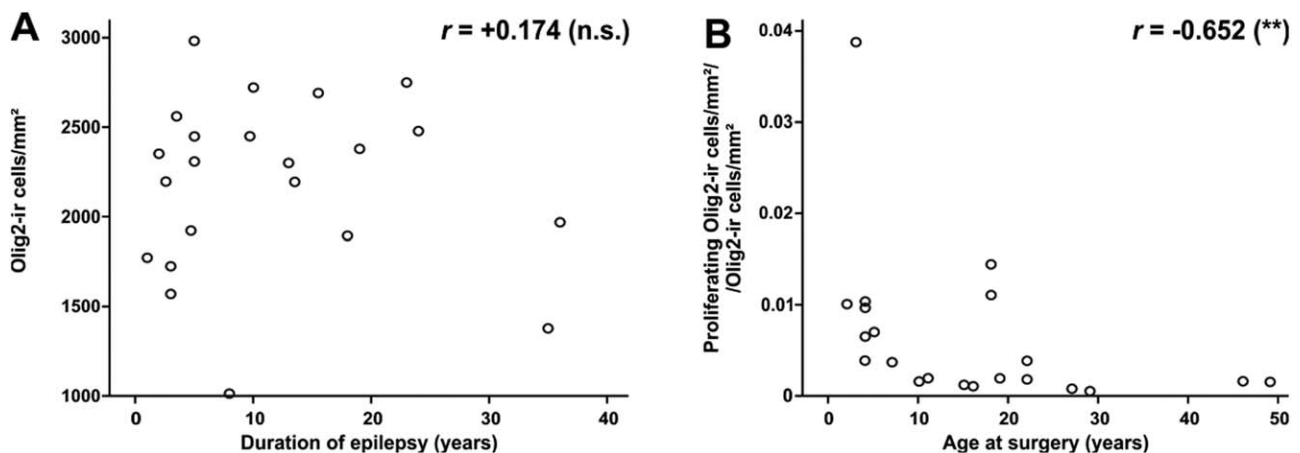 A
r = +0.174 (n.s.)
Olig2-ir cells/mm²
3000
2500
2000
1500
1000
0 10 20 30 40
Duration of epilepsy (years)
B
r = -0.652 (**)
Proliferating Olig2-ir cells/mm²/
/Olig2-ir cells/mm²
0.04
0.03
0.02
0.01
0
0 10 20 30 40 50
Age at surgery (years)